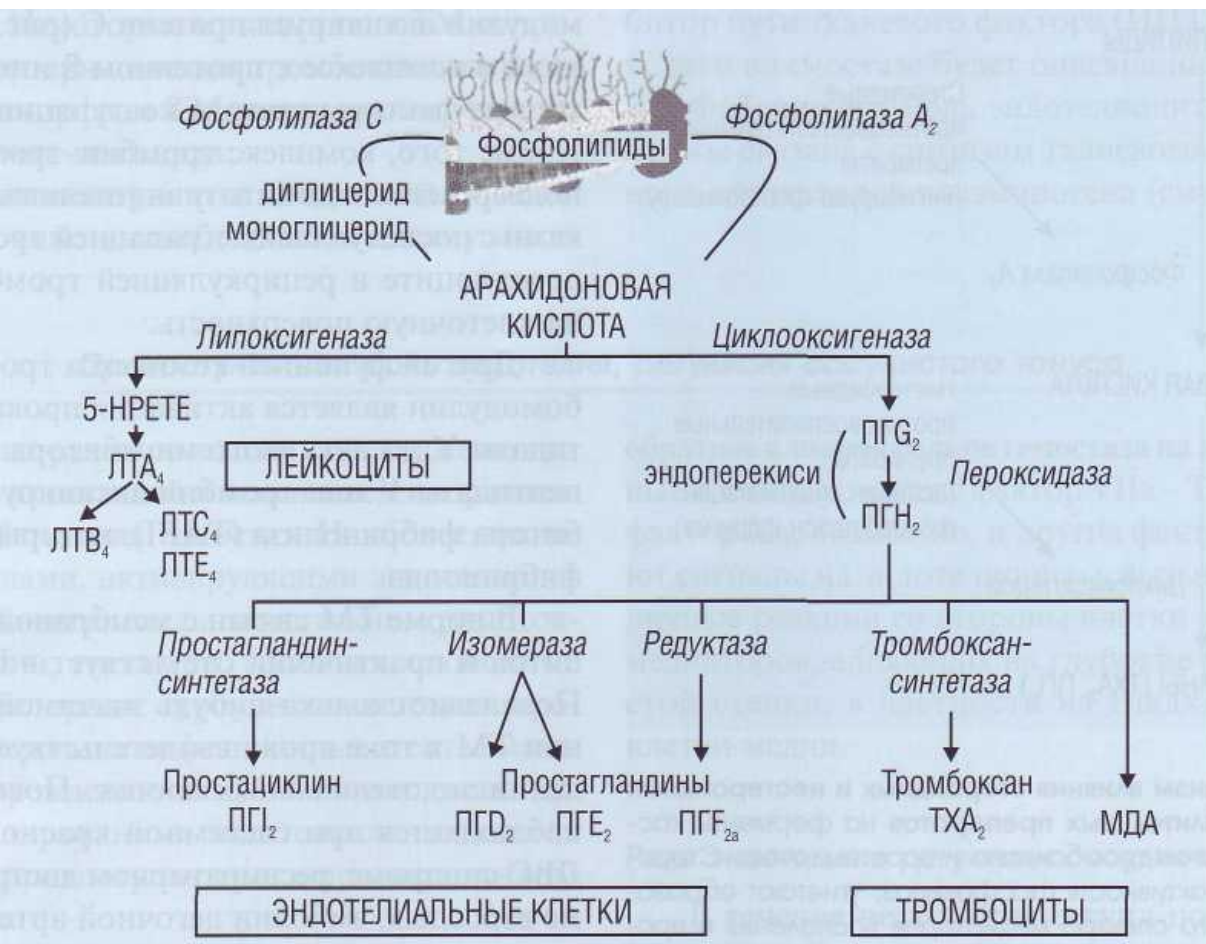 Фосфолипаза С
Фосфолипаза А₂
Фосфолипиды
диглицерид
моноглицерид
АРАХИДОНОВАЯ
КИСЛОТА
Липоксигеназа
Циклооксигеназа
5-НРЕТЕ
ЛТА₄
ЛЕЙКОЦИТЫ
ЛТВ₄
ЛТС₄
ЛТЕ₄
ПГG₂
эндоперекиси
Пероксидаза
ПГН₂
Простагландин-
синтетаза
Изомераза
Редуктаза
Тромбоксан-
синтетаза
Простациклин
ПГI₂
Простагландины
ПГD₂
ПГЕ₂
ПГF₂ₐ
Тромбоксан
ТХА₂
МДА
ЭНДОТЕЛИАЛЬНЫЕ КЛЕТКИ
ТРОМБОЦИТЫ